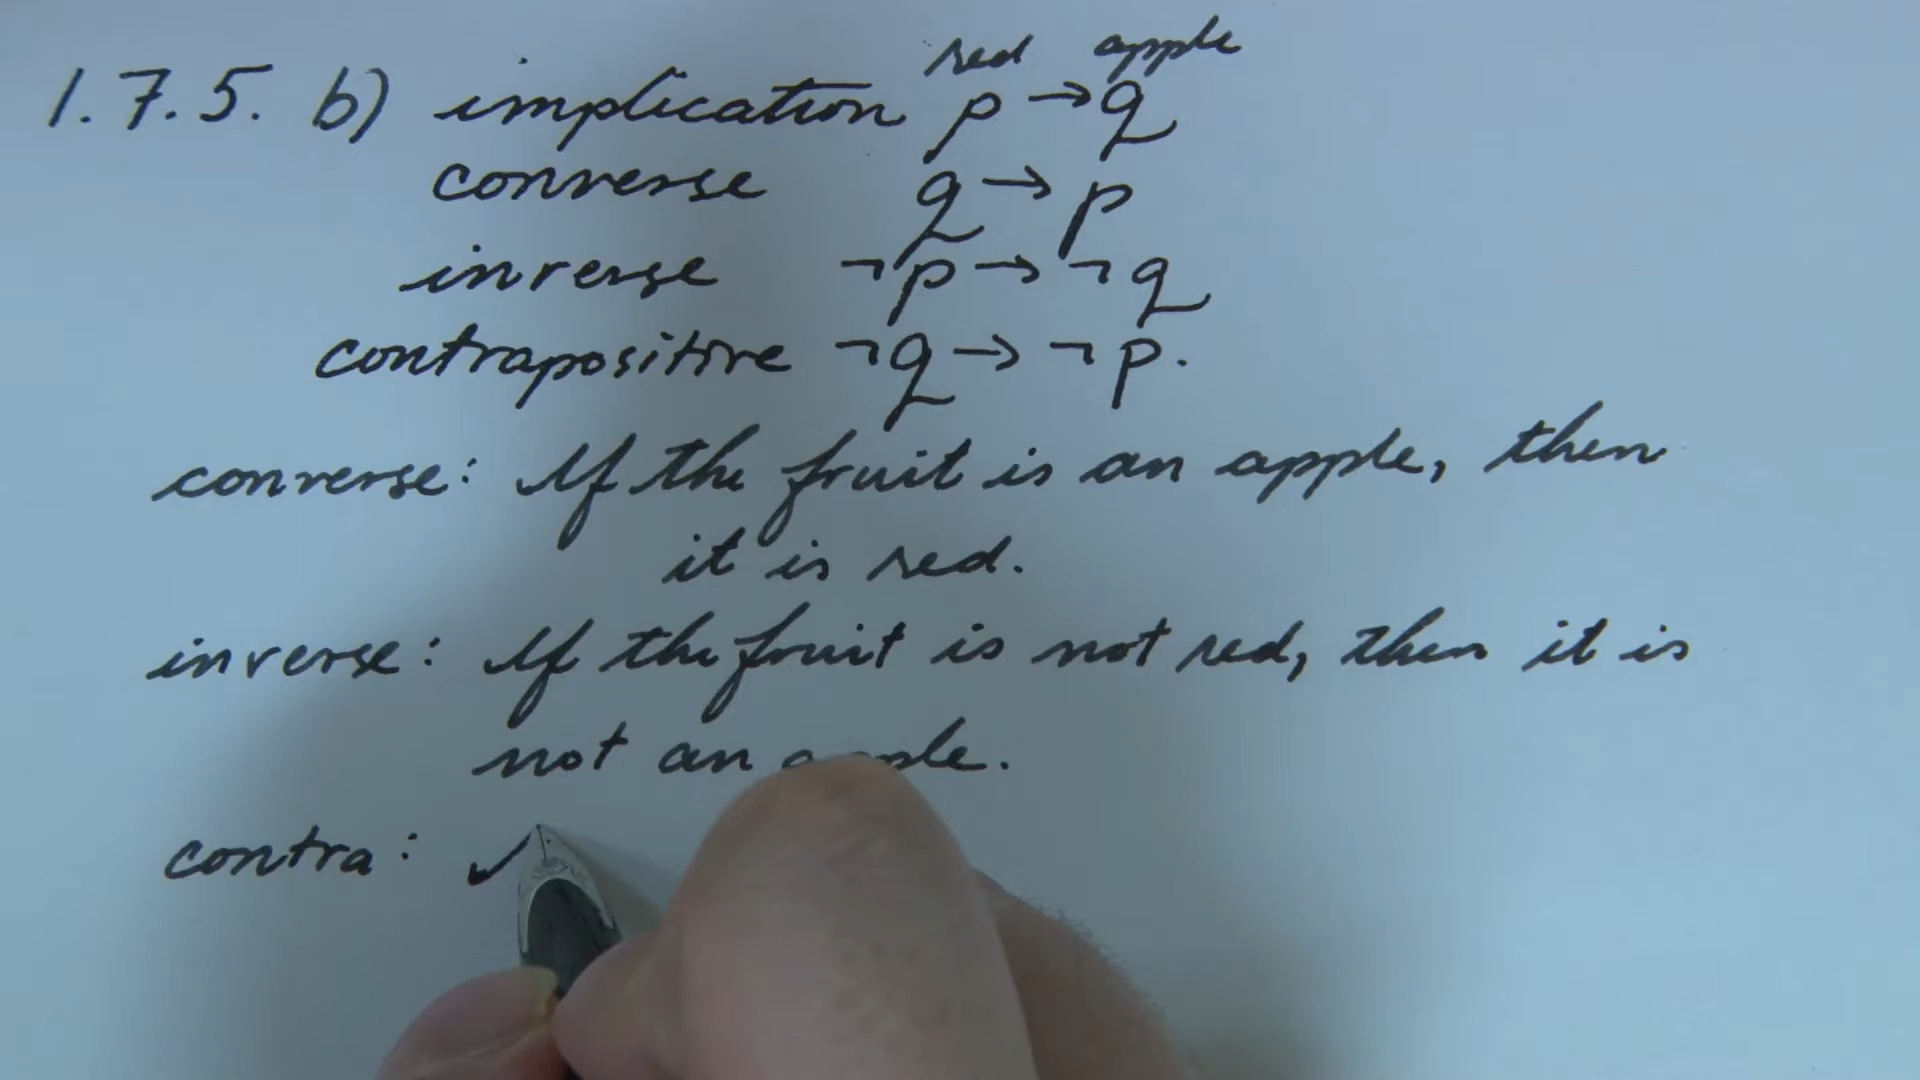 red apple
1.7.5. b) implication p → q
converse q → p
inverse ¬p → ¬q
contrapositive ¬q → ¬p.
converse: If the fruit is an apple, then
it is red.
inverse: If the fruit is not red, then it is
not an apple.
contra: